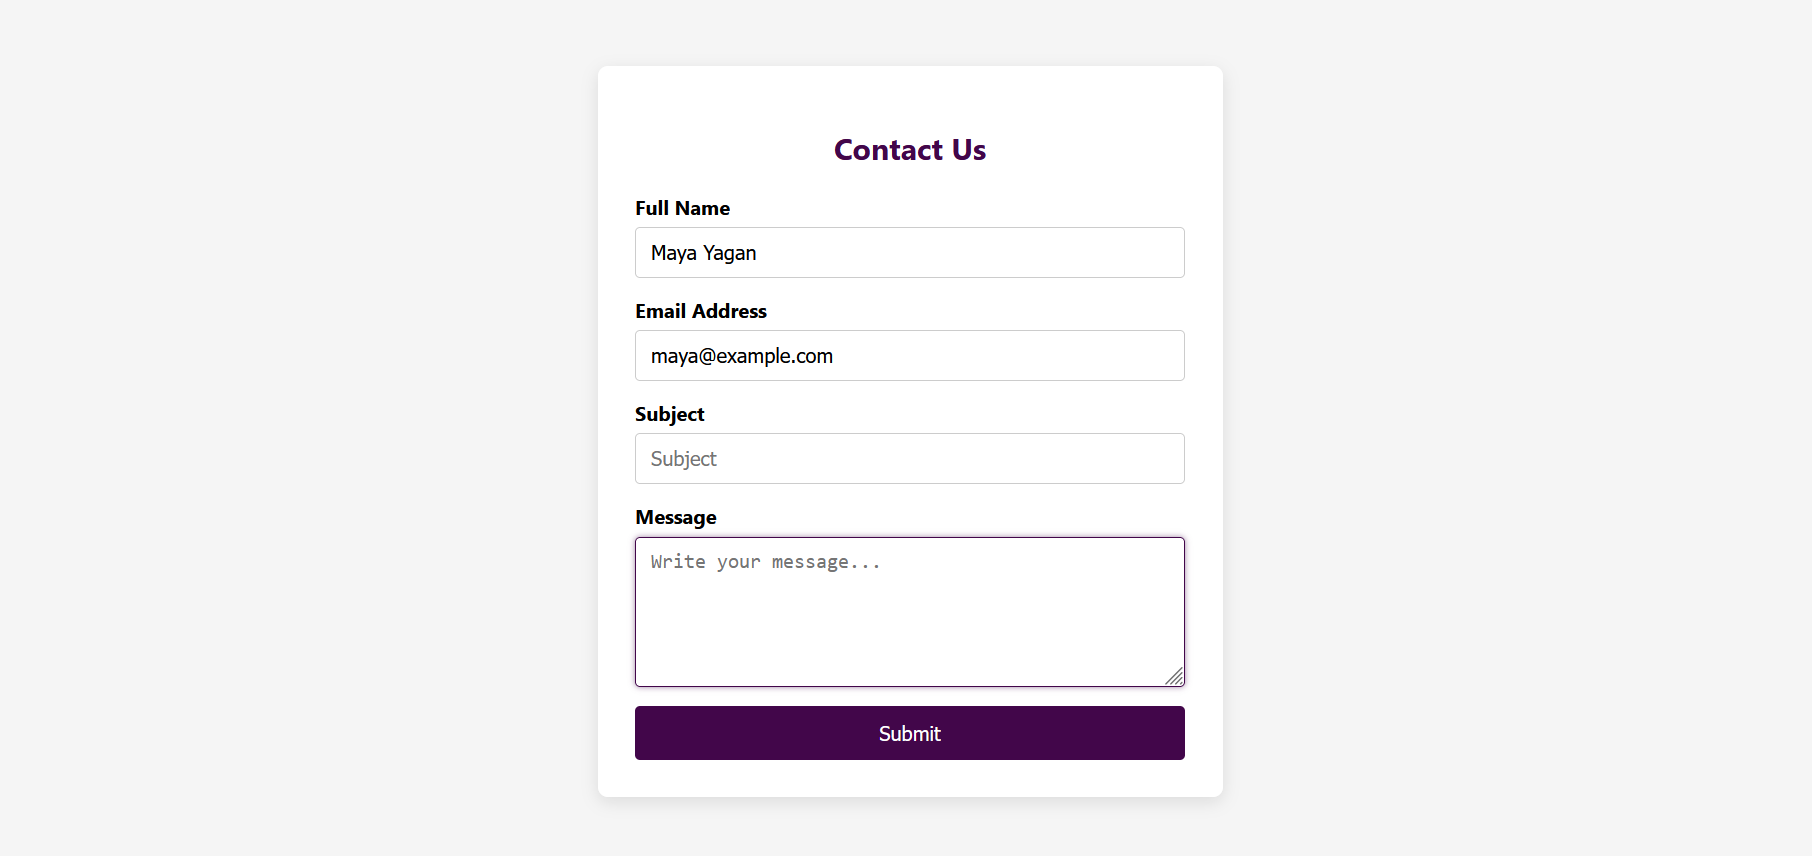 Contact Us
Full Name
Maya Yagan
Email Address
maya@example.com
Subject
Subject
Message
Write your message...
Submit